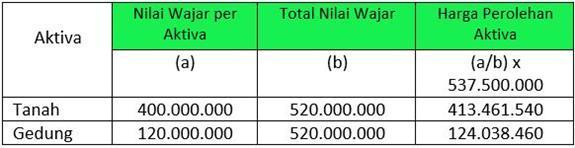 Aktiva Nilai Wajar per Aktiva Total Nilai Wajar Harga Perolehan Aktiva
(a) (b) (a/b) x 537.500.000
Tanah 400.000.000 520.000.000 413.461.540
Gedung 120.000.000 520.000.000 124.038.460